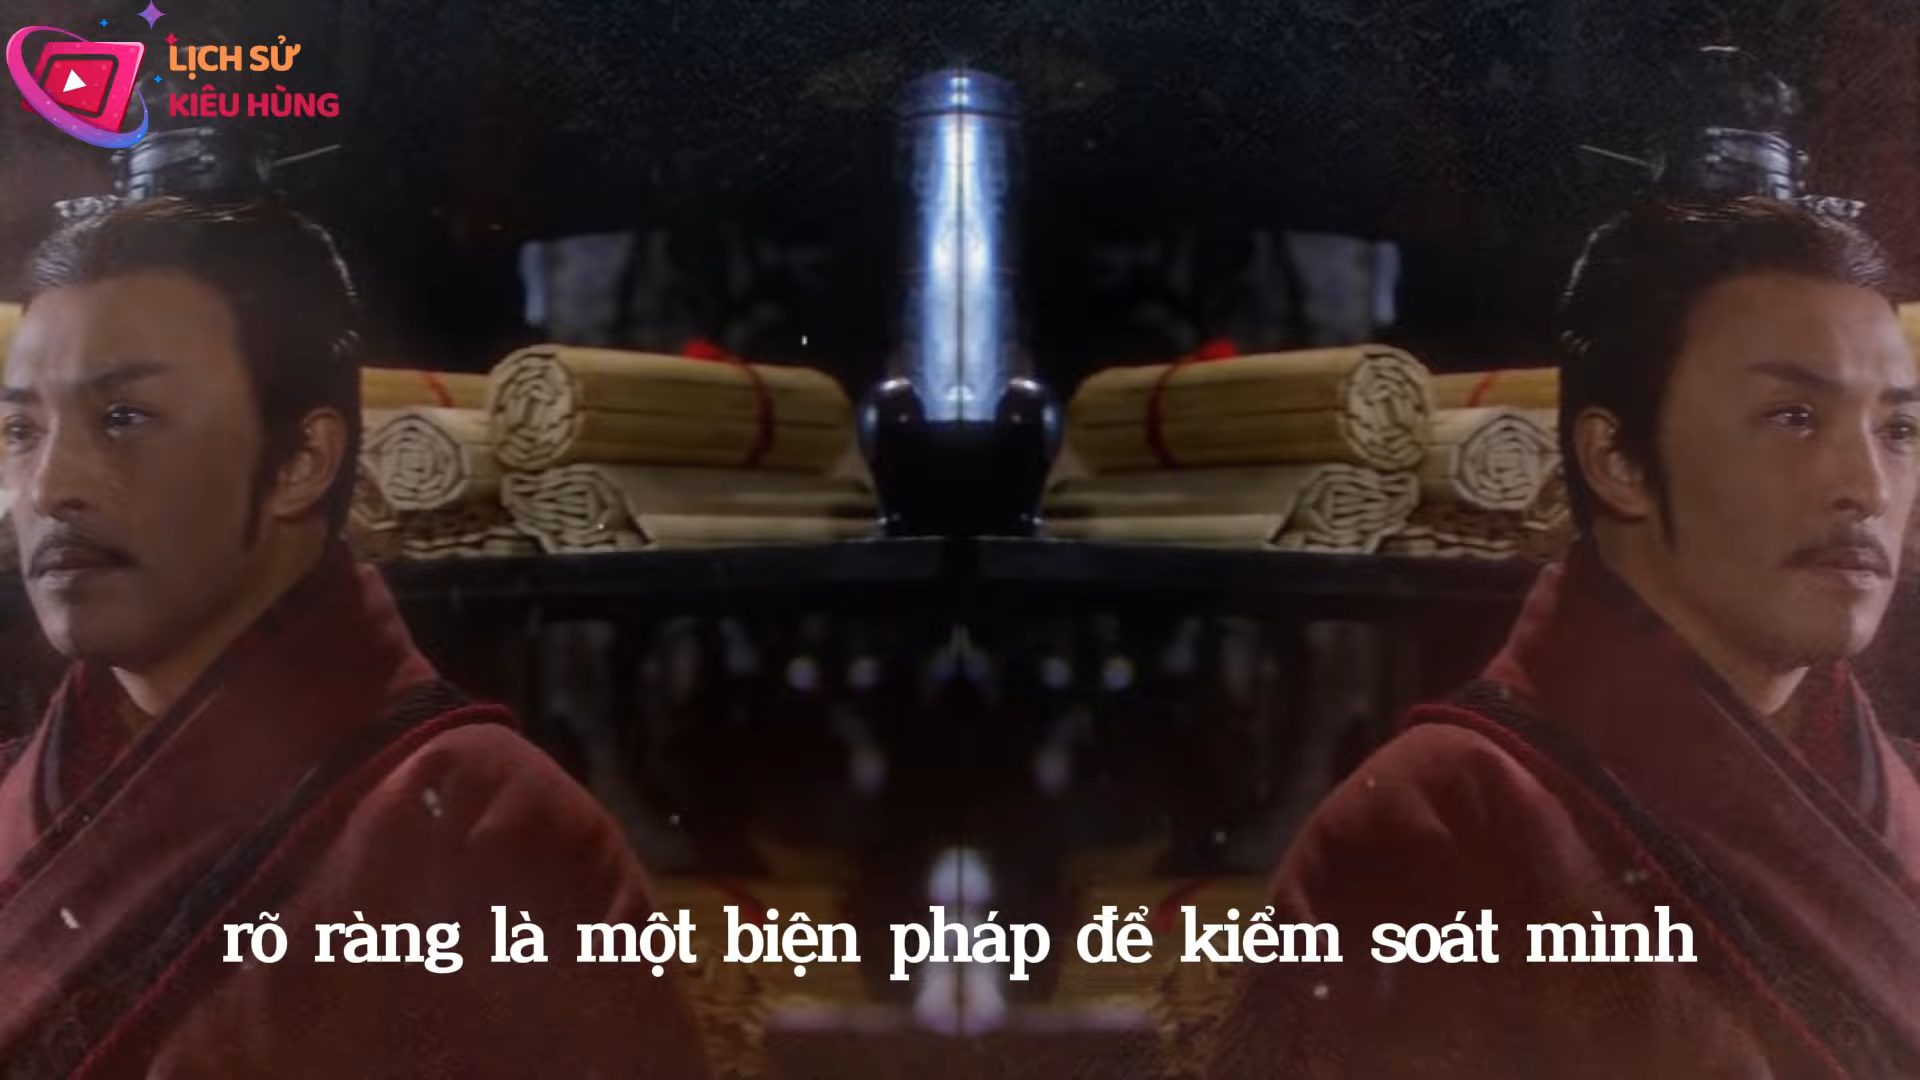 LỊCH SỬ
KIÊU HÙNG
rõ ràng là một biện pháp để kiểm soát mình